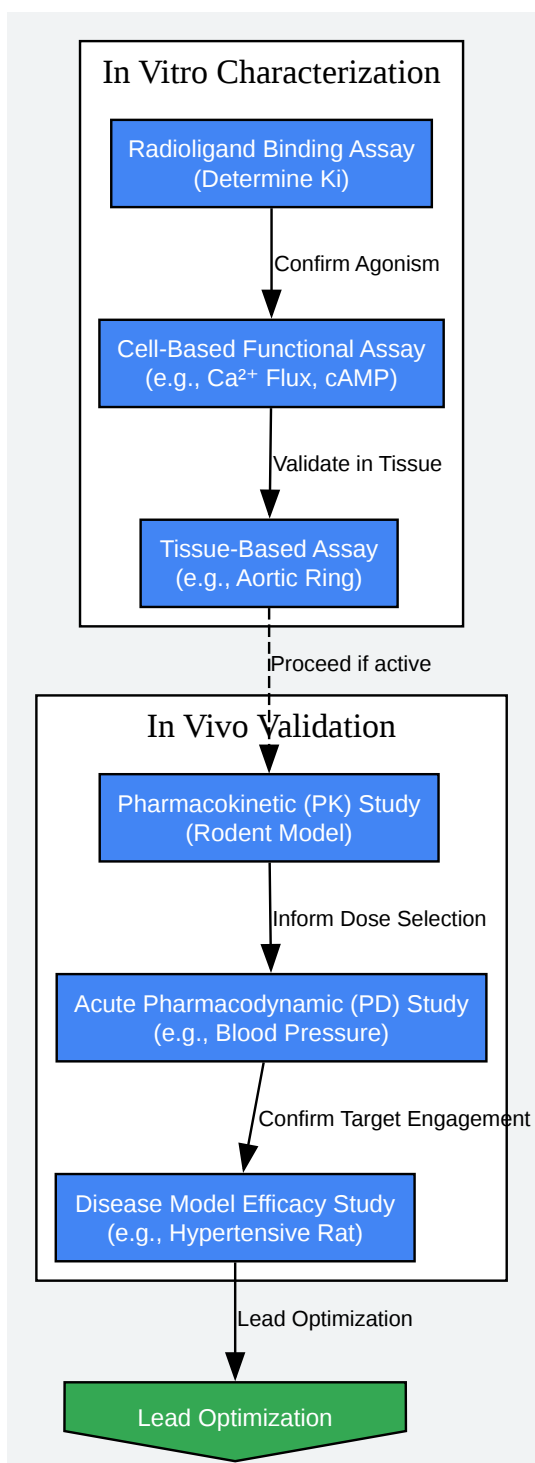 In Vitro Characterization
Radioligand Binding Assay
(Determine Ki)
Confirm Agonism
Cell-Based Functional Assay
(e.g., Ca²⁺ Flux, cAMP)
Validate in Tissue
Tissue-Based Assay
(e.g., Aortic Ring)
Proceed if active
In Vivo Validation
Pharmacokinetic (PK) Study
(Rodent Model)
Inform Dose Selection
Acute Pharmacodynamic (PD) Study
(e.g., Blood Pressure)
Confirm Target Engagement
Disease Model Efficacy Study
(e.g., Hypertensive Rat)
Lead Optimization
Lead Optimization